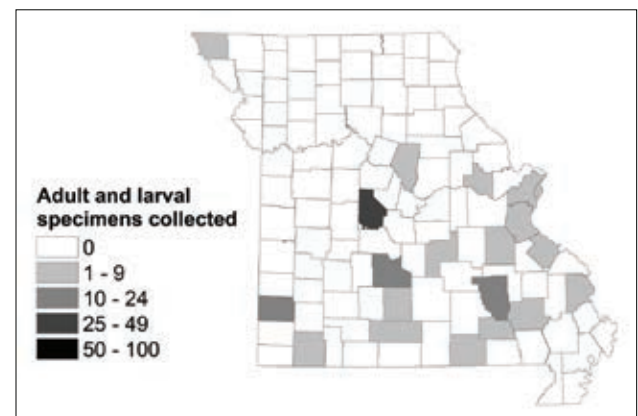 Adult and larval
specimens collected
0
1 - 9
10 - 24
25 - 49
50 - 100